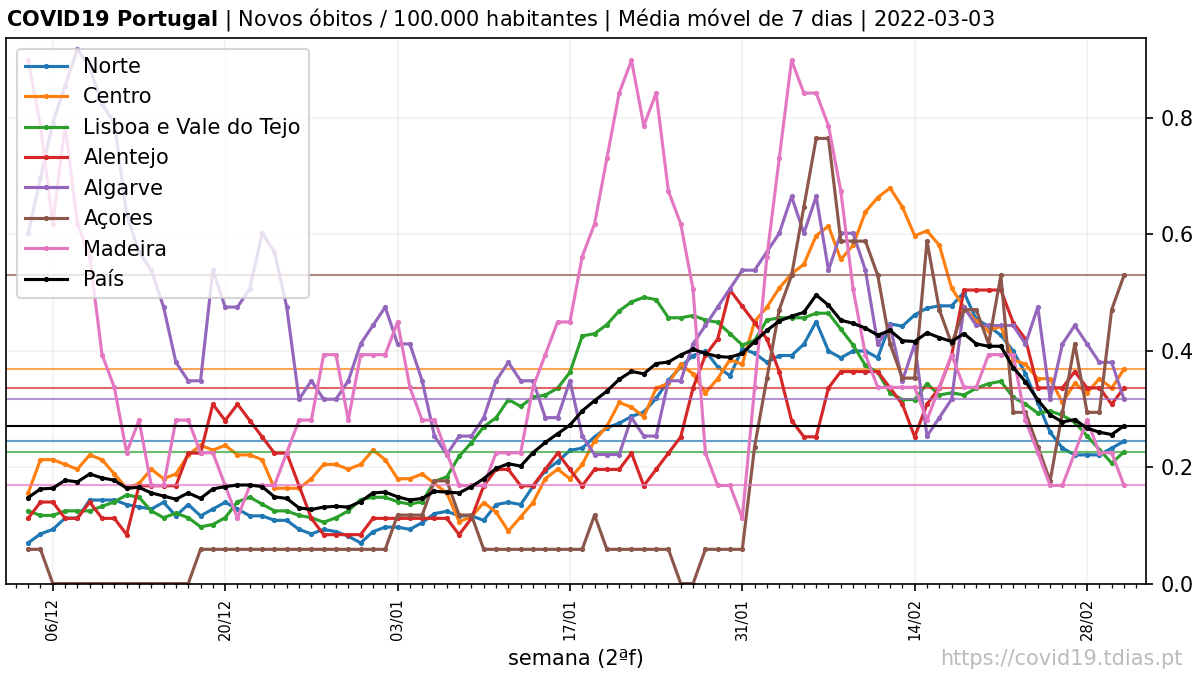 COVID19 Portugal | Novos óbitos / 100.000 habitantes | Média móvel de 7 dias | 2022-03-03
Norte
Centro
Lisboa e Vale do Tejo
Alentejo
Algarve
Açores
Madeira
País
0.8
0.6
0.4
0.2
0.0
06/12
20/12
03/01
17/01
31/01
14/02
28/02
semana (2ªf)
https://covid19.tdias.pt